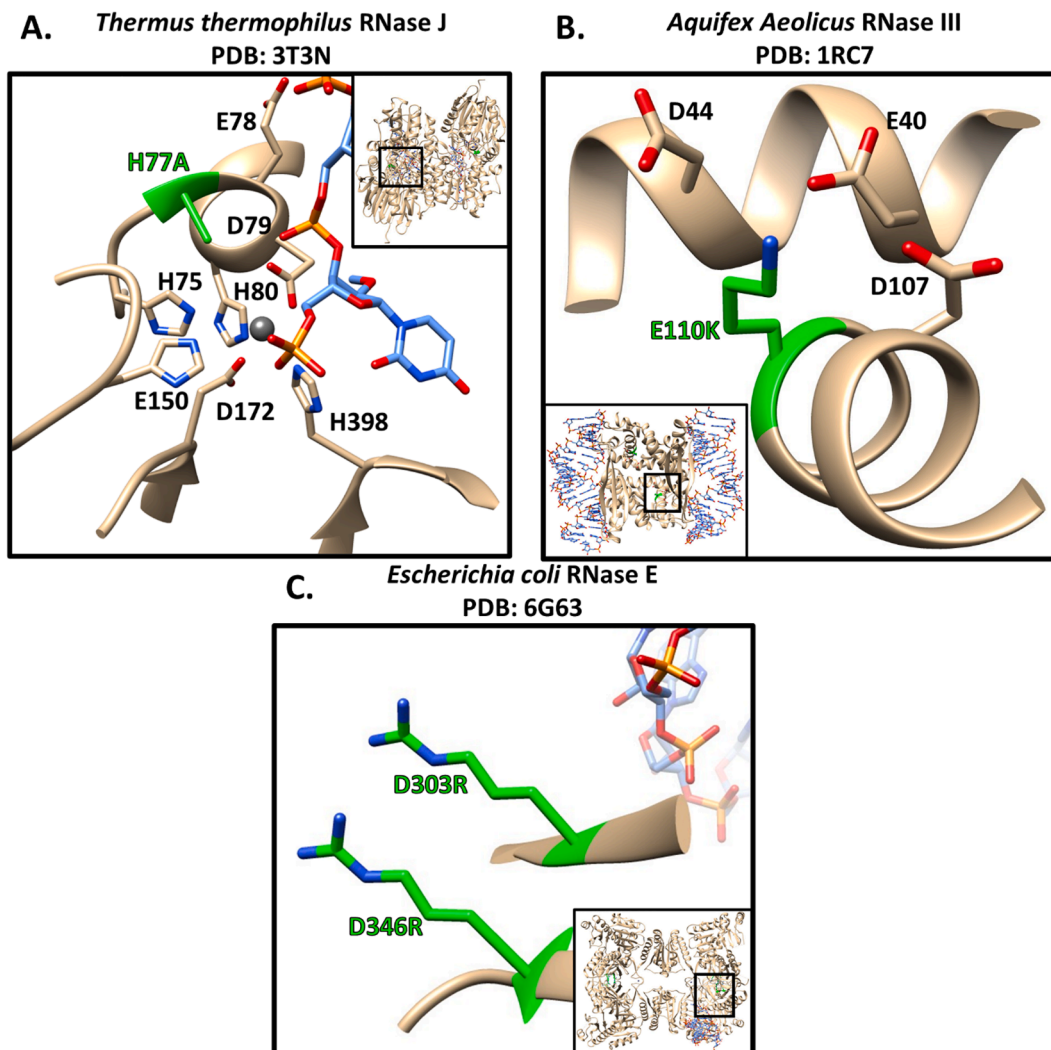 A.
Thermus thermophilus RNase J
PDB: 3T3N
E78
H77A
D79
H75
H80
E150
D172
H398
B.
Aquifex Aeolicus RNase III
PDB: 1RC7
D44
E40
D107
E110K
C.
Escherichia coli RNase E
PDB: 6G63
D303R
D346R